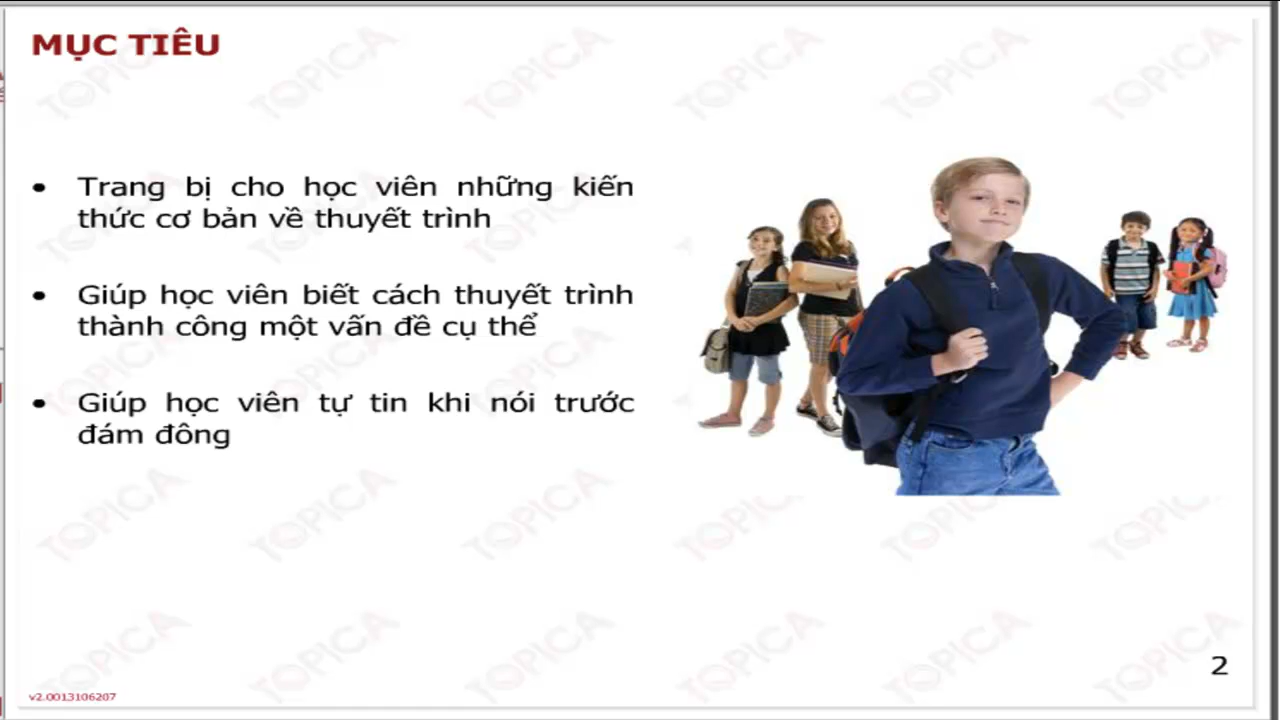 MỤC TIÊU
• Trang bị cho học viên những kiến
thức cơ bản về thuyết trình
• Giúp học viên biết cách thuyết trình
thành công một vấn đề cụ thể
• Giúp học viên tự tin khi nói trước
đám đông
2
v2.0013106207
TOPICA